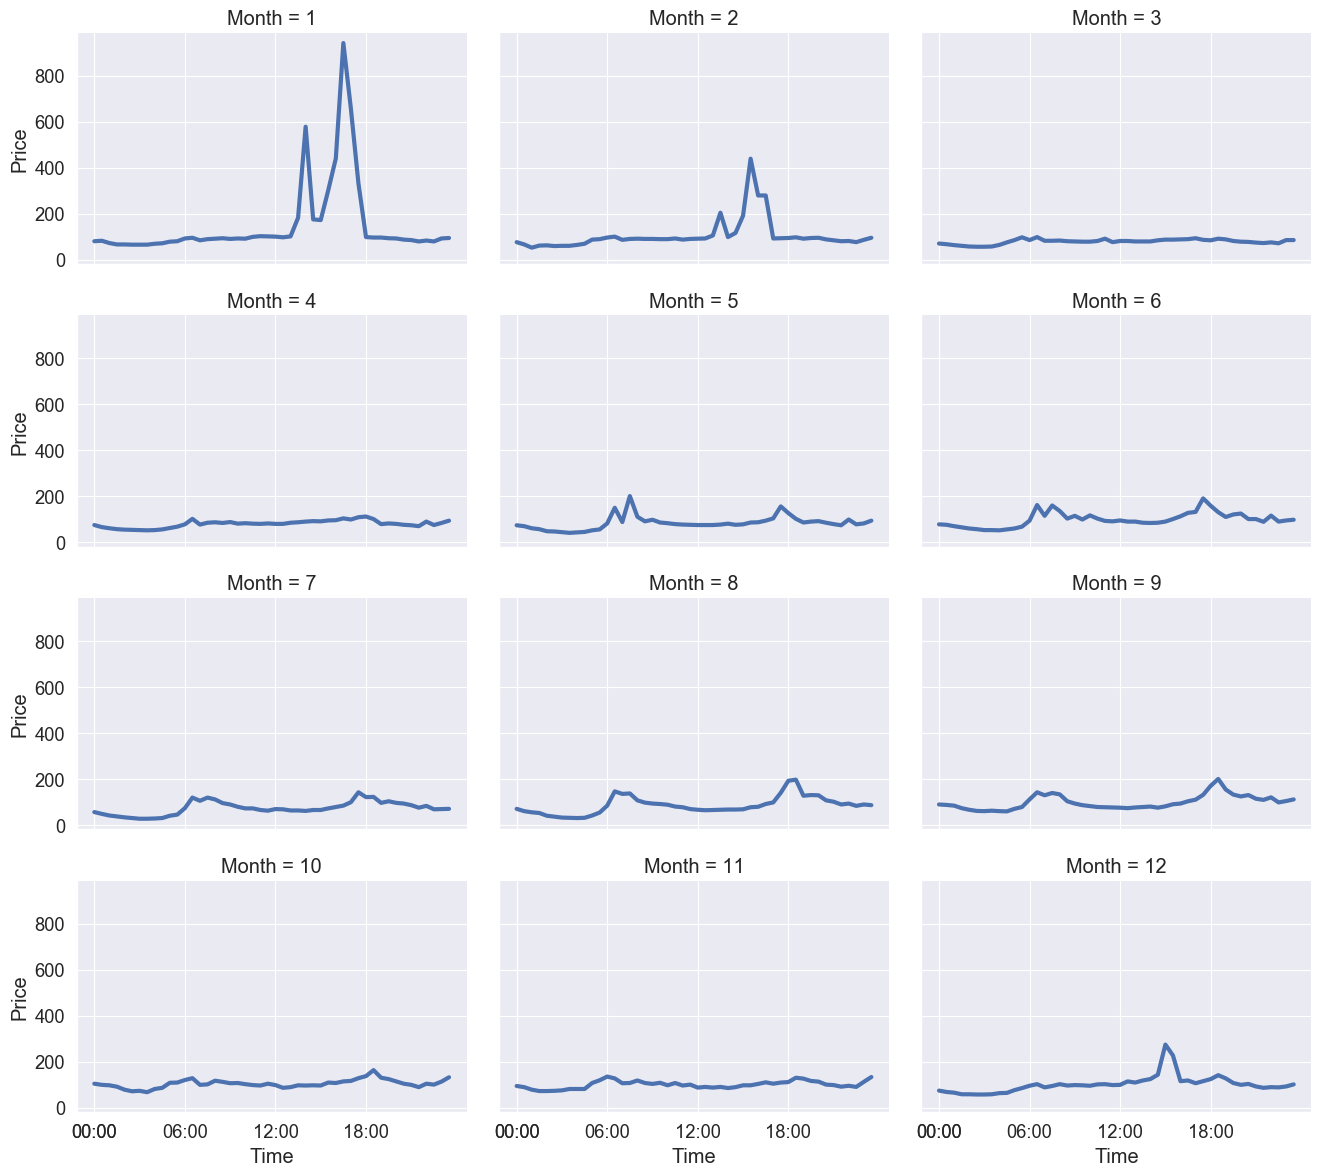 Month = 1
Month = 2
Month = 3
800
600
400
200
0
Price
Month = 4
Month = 5
Month = 6
800
600
400
200
0
Price
Month = 7
Month = 8
Month = 9
800
600
400
200
0
Price
Month = 10
Month = 11
Month = 12
800
600
400
200
0
Price
00:00 06:00 12:00 18:00
Time
00:00 06:00 12:00 18:00
Time
00:00 06:00 12:00 18:00
Time